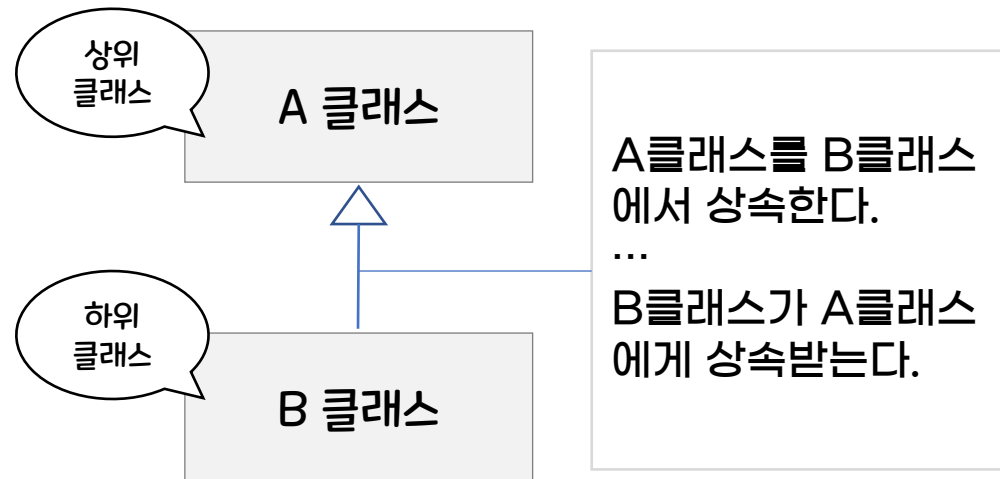 상위
클래스
A 클래스
A클래스를 B클래스
에서 상속한다.
...
B클래스가 A클래스
에게 상속받는다.
하위
클래스
B 클래스